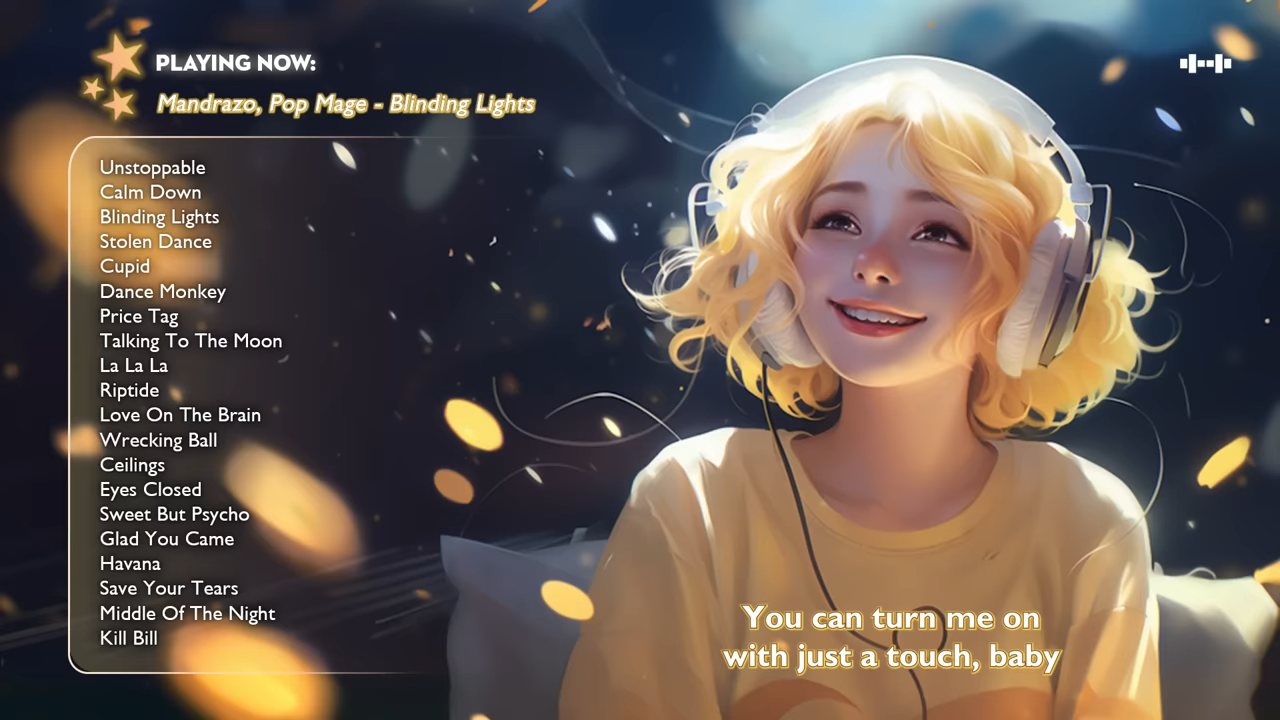 PLAYING NOW:
Mandrazo, Pop Mage - Blinding Lights
Unstoppable
Calm Down
Blinding Lights
Stolen Dance
Cupid
Dance Monkey
Price Tag
Talking To The Moon
La La La
Riptide
Love On The Brain
Wrecking Ball
Ceilings
Eyes Closed
Sweet But Psycho
Glad You Came
Havana
Save Your Tears
Middle Of The Night
Kill Bill
You can turn me on
with just a touch, baby